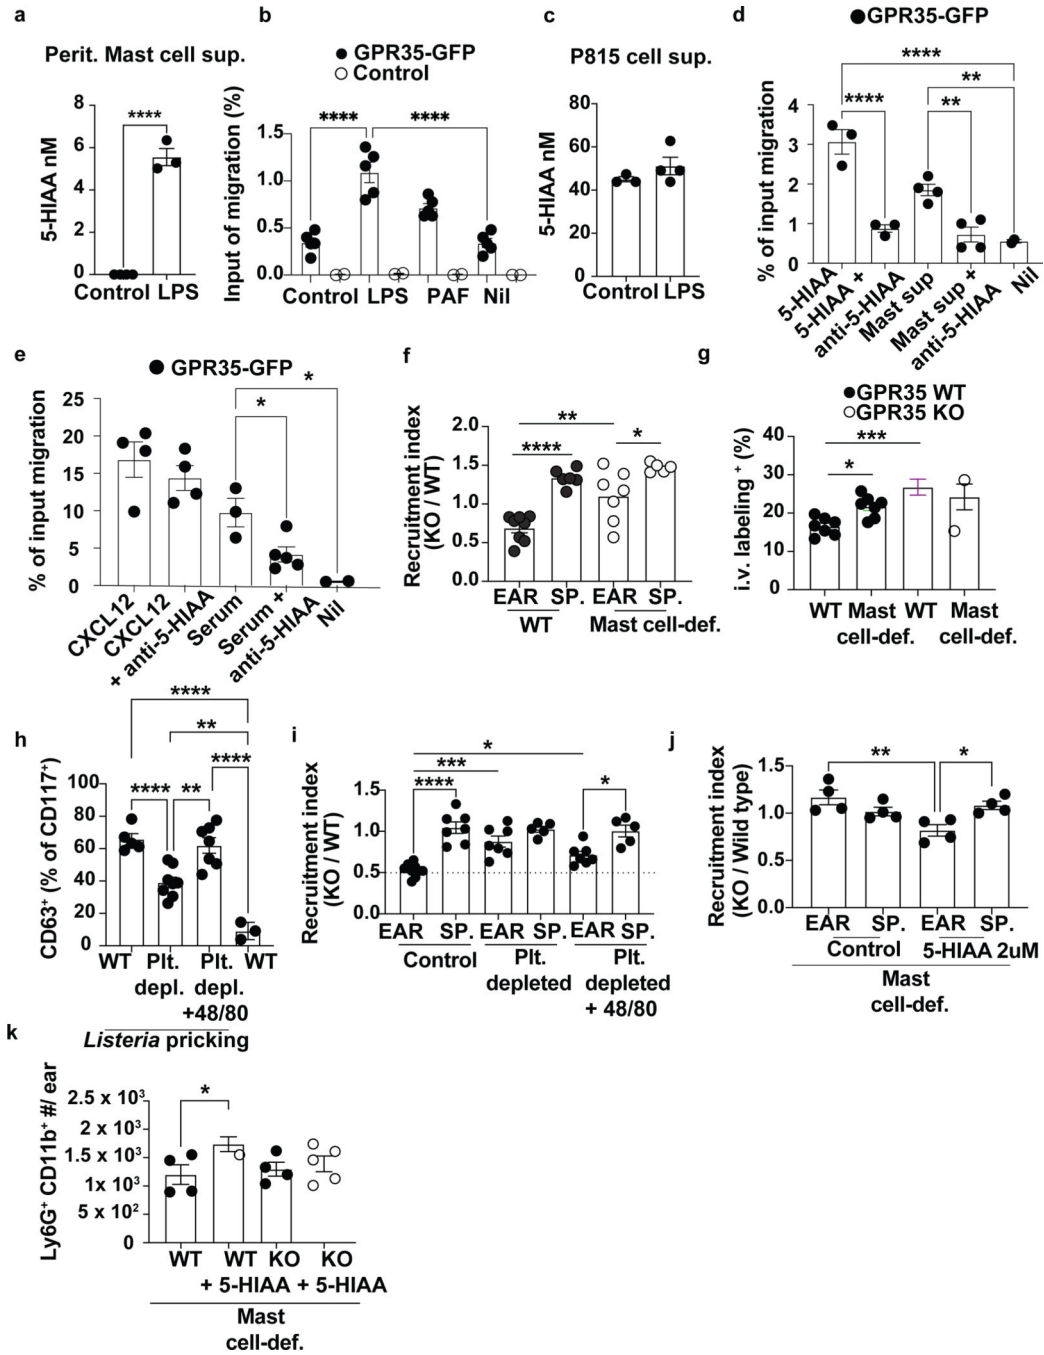 a
Perit. Mast cell sup.
5-HIAA nM
8
6
4
2
0
****
Control LPS
b
GPR35-GFP
Control
Input of migration (%)
1.5
1.0
0.5
0.0
**** ****
Control LPS PAF Nil
c
P815 cell sup.
5-HIAA nM
80
60
40
20
0
Control LPS
d
GPR35-GFP
% of input migration
4
3
2
1
0
****
**
**** **
5-HIAA
5-HIAA +
anti-5-HIAA
Mast sup
Mast sup +
anti-5-HIAA
Nil
e
GPR35-GFP
% of input migration
25
20
15
10
5
0
*
*
CXCL12
CXCL12
+ anti-5-HIAA
Serum
Serum +
anti-5-HIAA
Nil
f
Recruitment index
(KO / WT)
2.0
1.5
1.0
0.5
0.0
**
**** *
EAR SP. EAR SP.
WT Mast cell-def.
g
GPR35 WT
GPR35 KO
i.v. labeling + (%)
40
30
20
10
0
***
*
WT Mast WT Mast
cell-def. cell-def.
h
CD63+ (% of CD117+)
100
80
60
40
20
0
****
**
****
**** **
WT Plt. Plt. WT
depl. depl.
+48/80
Listeria pricking
i
Recruitment index
(KO / WT)
1.5
1.0
0.5
0.0
*
***
**** *
EAR SP. EAR SP. EAR SP.
Control Plt. Plt.
depleted depleted
+ 48/80
j
Recruitment index
(KO / Wild type)
1.5
1.0
0.5
0.0
** *
EAR SP. EAR SP.
Control 5-HIAA 2uM
Mast
cell-def.
k
Ly6G+ CD11b+ #/ ear
2.5 x 10³
2 x 10³
1.5 x 10³
1x 10³
5 x 10²
0
*
WT WT KO KO
+ 5-HIAA + 5-HIAA
Mast
cell-def.